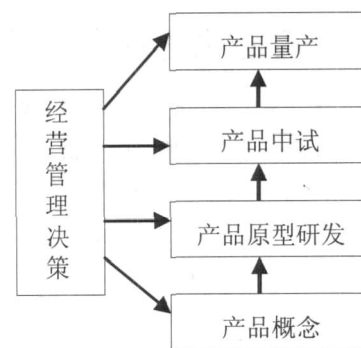 产品量产
经营管理决策
产品中试
产品原型研发
产品概念